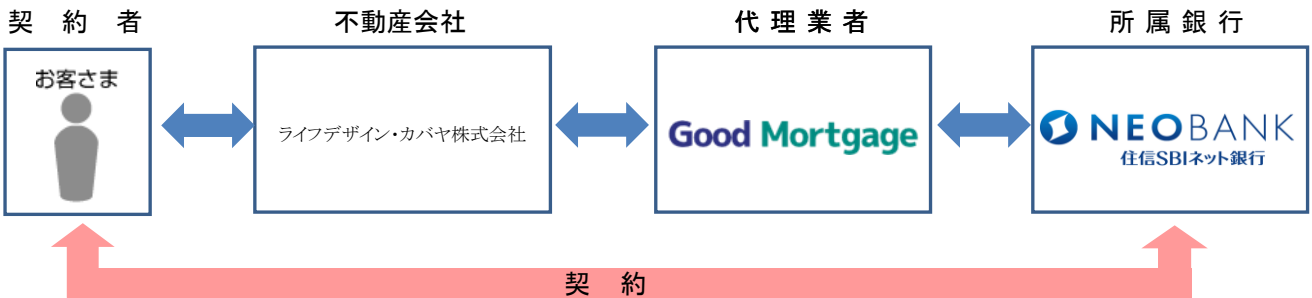 契 約 者
不動産会社
代 理 業 者
所 属 銀 行
お客さま
ライフデザイン・カバヤ株式会社
Good Mortgage
NEOBANK
住信SBIネット銀行
契 約